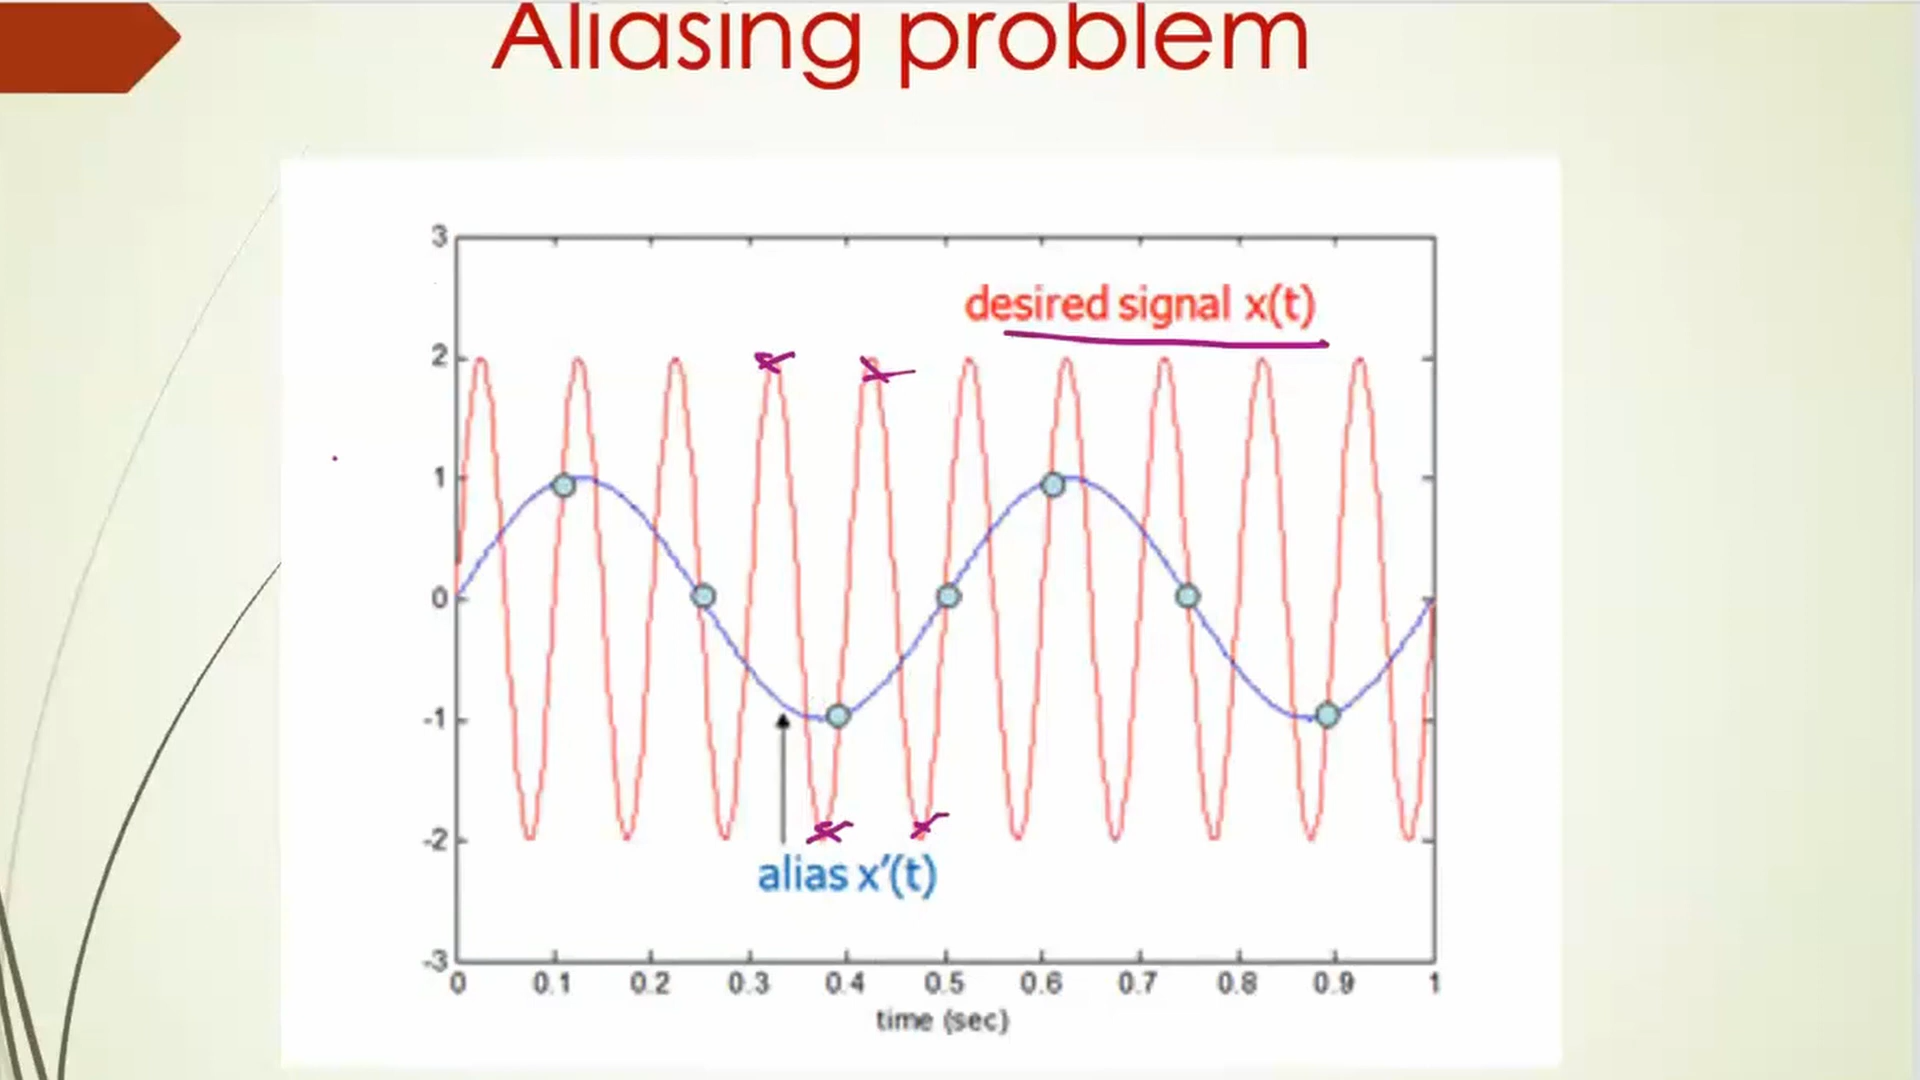 Aliasing problem
3
desired signal x(t)
2
1
0
-1
-2
alias x′(t)
-3
0 0.1 0.2 0.3 0.4 0.5 0.6 0.7 0.8 0.9 1
time (sec)